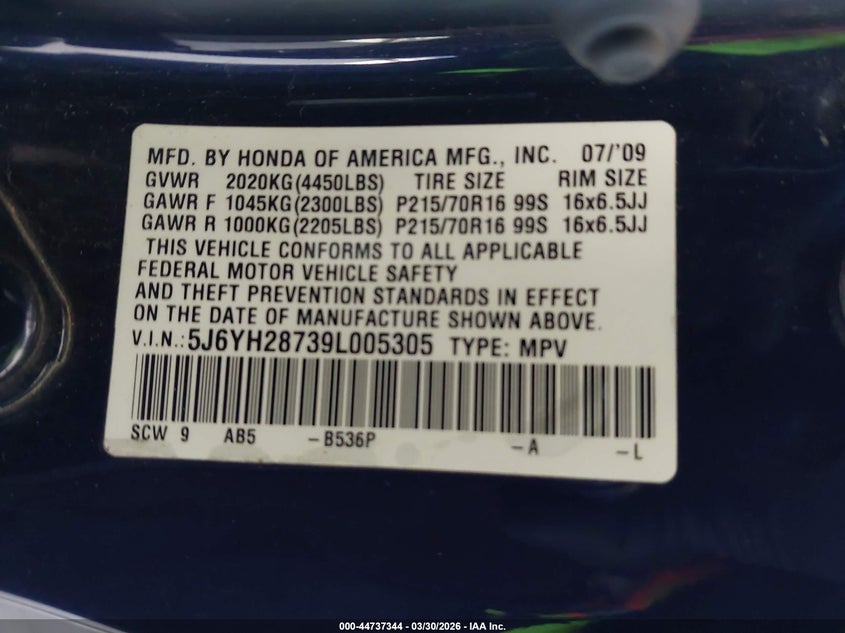 MFD. BY HONDA OF AMERICA MFG., INC. 07/'09
GVWR 2020KG(4450LBS) TIRE SIZE RIM SIZE
GAWR F 1045KG(2300LBS) P215/70R16 99S 16x6.5JJ
GAWR R 1000KG(2205LBS) P215/70R16 99S 16x6.5JJ
THIS VEHICLE CONFORMS TO ALL APPLICABLE
FEDERAL MOTOR VEHICLE SAFETY
AND THEFT PREVENTION STANDARDS IN EFFECT
ON THE DATE OF MANUFACTURE SHOWN ABOVE.
V.I.N.: 5J6YH28739L005305 TYPE: MPV
SCW 9 AB5 -B536P -A -L
000-44737344 | 03/30/2026 - IAA Inc.